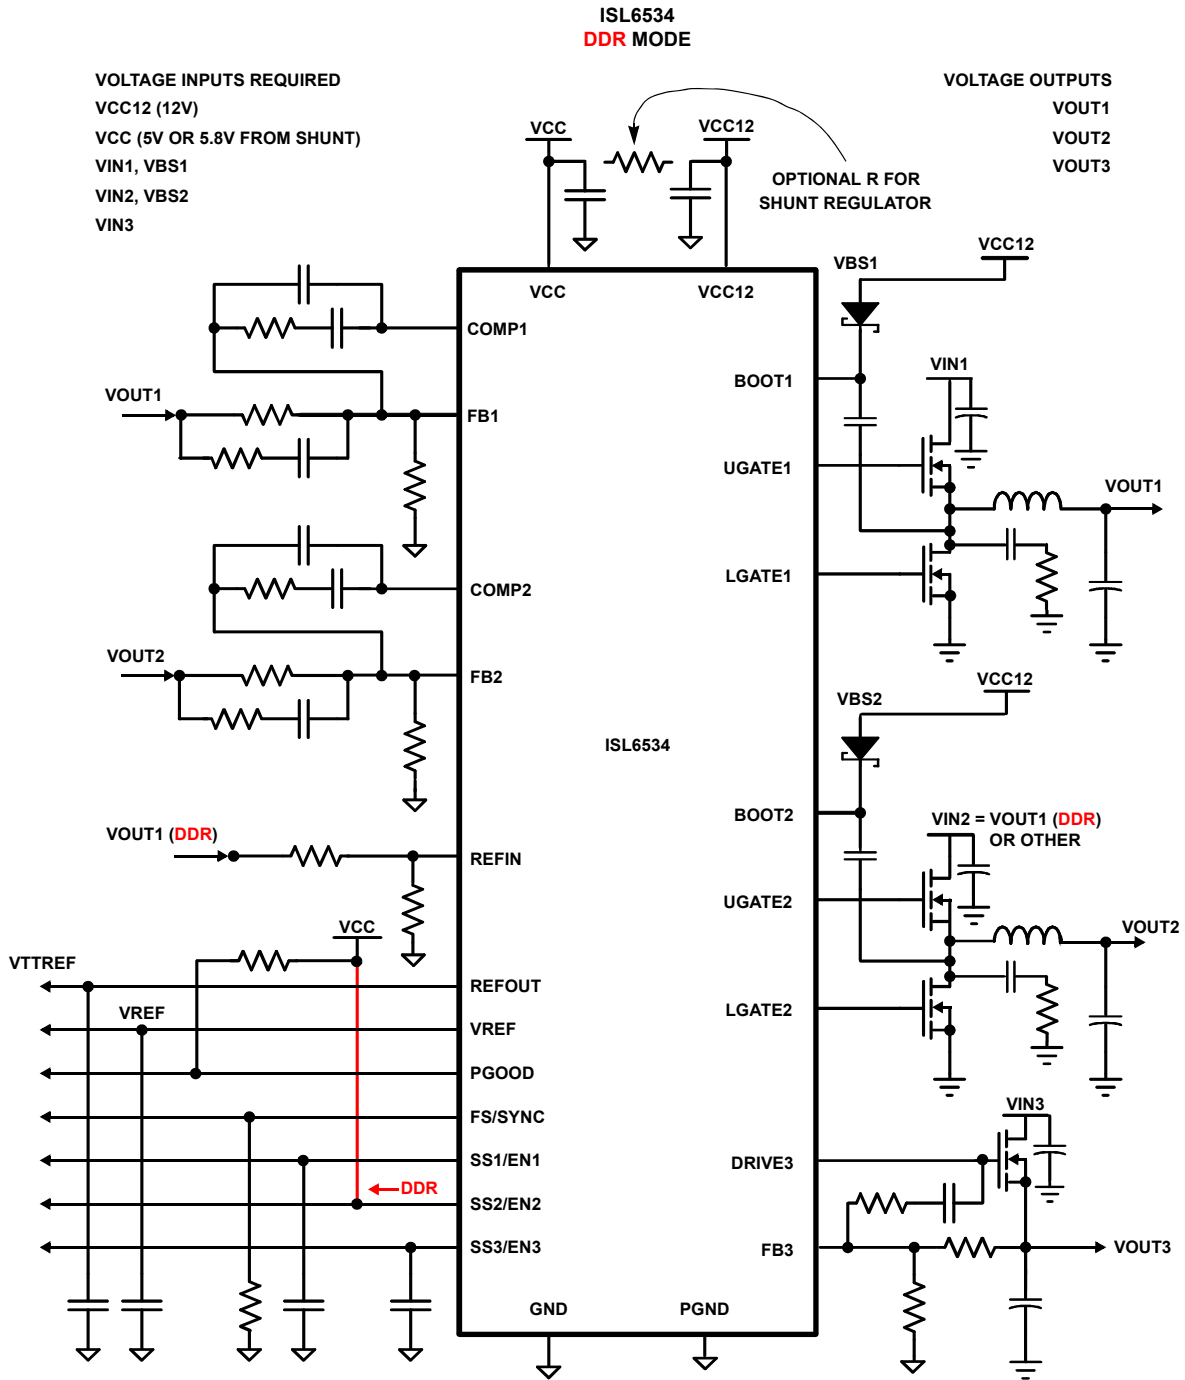 ISL6534
DDR MODE
VOLTAGE INPUTS REQUIRED
VCC12 (12V)
VCC (5V OR 5.8V FROM SHUNT)
VIN1, VBS1
VIN2, VBS2
VIN3
VOLTAGE OUTPUTS
VOUT1
VOUT2
VOUT3
VCC
VCC12
OPTIONAL R FOR
SHUNT REGULATOR
VCC
VCC12
COMP1
VOUT1
FB1
COMP2
VOUT2
FB2
VOUT1 (DDR)
REFIN
VCC
VTTREF
REFOUT
VREF
VREF
PGOOD
FS/SYNC
SS1/EN1
DDR
SS2/EN2
SS3/EN3
GND
PGND
ISL6534
VBS1
VCC12
BOOT1
VIN1
UGATE1
VOUT1
LGATE1
VBS2
VCC12
BOOT2
VIN2 = VOUT1 (DDR)
OR OTHER
UGATE2
VOUT2
LGATE2
VIN3
DRIVE3
FB3
VOUT3